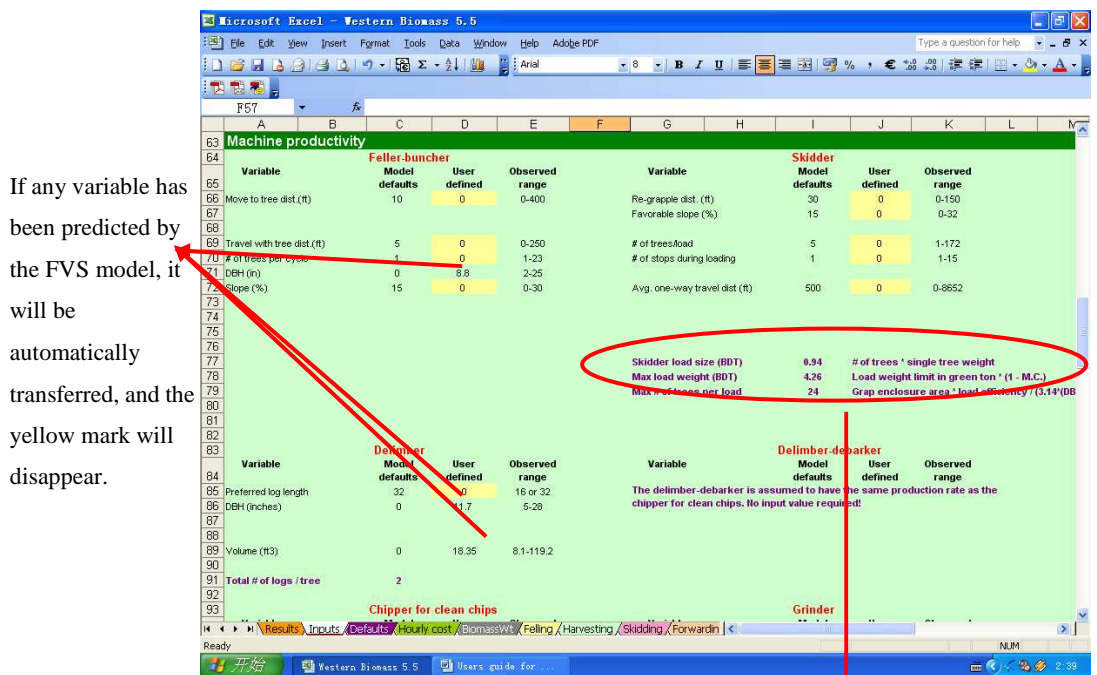 If any variable has
been predicted by
the FVS model, it
will be
automatically
transferred, and the
yellow mark will
disappear.
Microsoft Excel - Western Biomass 5.5
File Edit View Insert Format Tools Data Window Help Adobe PDF Type a question for help
Arial 8 B I U % , €
F57 fx
A B C D E F G H I J K L M
63 Machine productivity
64 Feller-buncher Skidder
Variable Model User Observed Variable Model User Observed
65 defaults defined range defaults defined range
66 Move to tree dist.(ft) 10 0 0-400 Re-grapple dist. (ft) 30 0 0-150
67 Favorable slope (%) 15 0 0-32
68
69 Travel with tree dist.(ft) 5 0 0-250 # of trees/load 5 0 1-172
70 # of trees per cycle 1 0 1-23 # of stops during loading 1 0 1-15
71 DBH (in) 0 8.8 2-25
72 Slope (%) 15 0 0-30 Avg. one-way travel dist (ft) 500 0 0-8652
73
74
75
76
77 Skidder load size (BDT) 0.94 # of trees * single tree weight
78 Max load weight (BDT) 4.26 Load weight limit in green ton * (1 - M.C.)
79 Max # of trees per load 24 Grap enclosure area * load efficiency / (3.14*(DB
80
81
82
83 Delimber Delimber-debarker
Variable Model User Observed Variable Model User Observed
84 defaults defined range defaults defined range
85 Preferred log length 32 0 16 or 32 The delimber-debarker is assumed to have the same production rate as the
86 DBH (inches) 0 11.7 5-28 chipper for clean chips. No input value required!
87
88
89 Volume (ft3) 0 18.35 8.1-119.2
90
91 Total # of logs / tree 2
92
93 Chipper for clean chips Grinder
Results Inputs Defaults Hourly cost BiomassWt Felling Harvesting Skidding Forwardin
Ready NUM
开始 Western Biomass 5.5 Users guide for ... 2:39